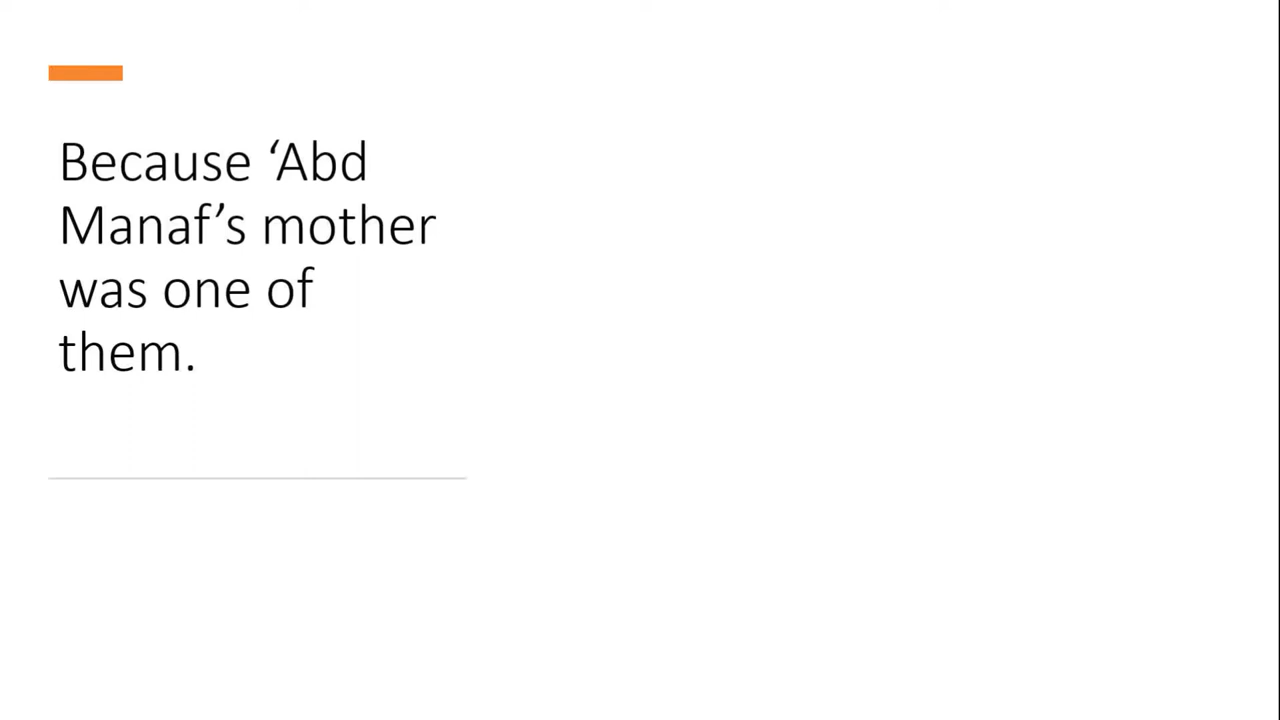 Because ‘Abd
Manaf’s mother
was one of
them.